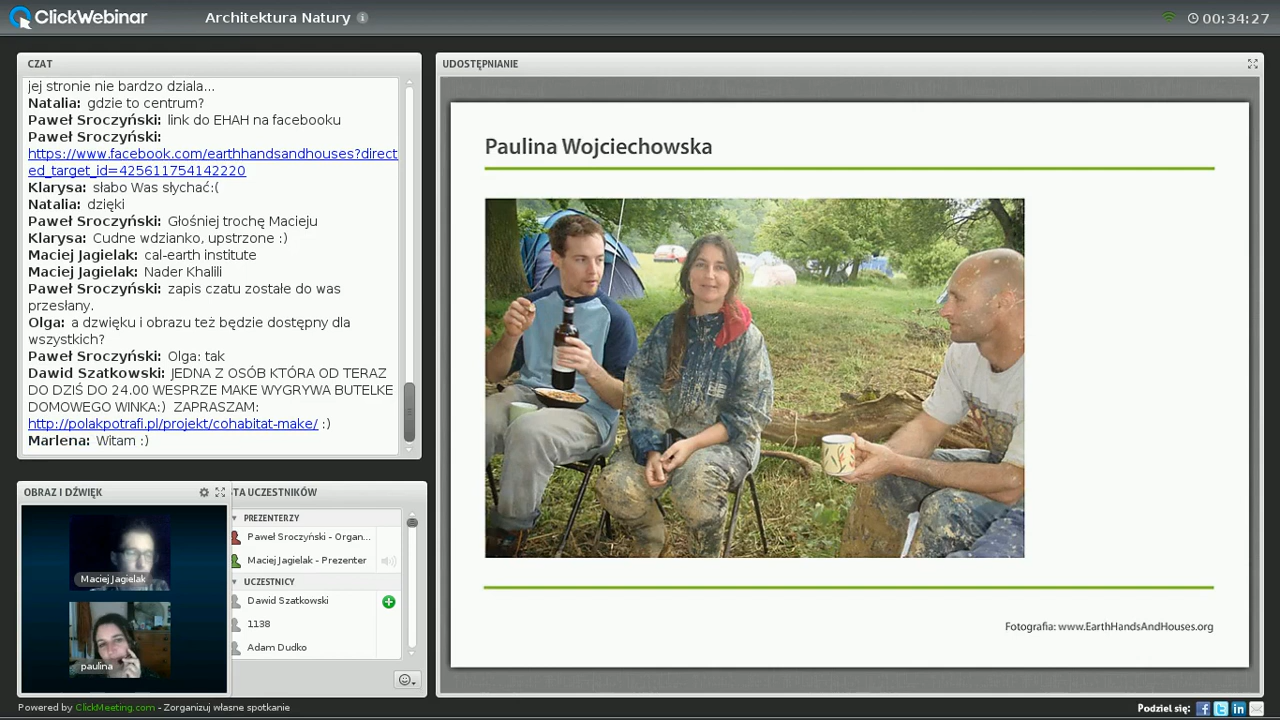 ClickWebinar
Architektura Natury
00:34:27
CZAT
jej stronie nie bardzo dziala...
Natalia: gdzie to centrum?
Paweł Sroczyński: link do EHAH na facebooku
Paweł Sroczyński:
https://www.facebook.com/earthhandsandhouses?direct
ed_target_id=425611754142220
Klarysa: słabo Was słychać:(
Natalia: dzięki
Paweł Sroczyński: Głośniej trochę Macieju
Klarysa: Cudne wdzianko, upstrzone :)
Maciej Jagielak: cal-earth institute
Maciej Jagielak: Nader Khalili
Paweł Sroczyński: zapis czatu zostałe do was
przesłany.
Olga: a dzwięku i obrazu też będzie dostępny dla
wszystkich?
Paweł Sroczyński: Olga: tak
Dawid Szatkowski: JEDNA Z OSÓB KTÓRA OD TERAZ
DO DZIŚ DO 24.00 WESPRZE MAKE WYGRYWA BUTELKE
DOMOWEGO WINKA:) ZAPRASZAM:
http://polakpotrafi.pl/projekt/cohabitat-make/ :)
Marlena: Witam :)
OBRAZ I DŹWIĘK
Maciej Jagielak
paulina
TA UCZESTNIKÓW
PREZENTERZY
Paweł Sroczyński - Organ...
Maciej Jagielak - Prezenter
UCZESTNICY
Dawid Szatkowski
1138
Adam Dudko
UDOSTĘPNIANIE
Paulina Wojciechowska
Fotografia: www.EarthHandsAndHouses.org
Powered by ClickMeeting.com - Zorganizuj własne spotkanie
Podziel się: